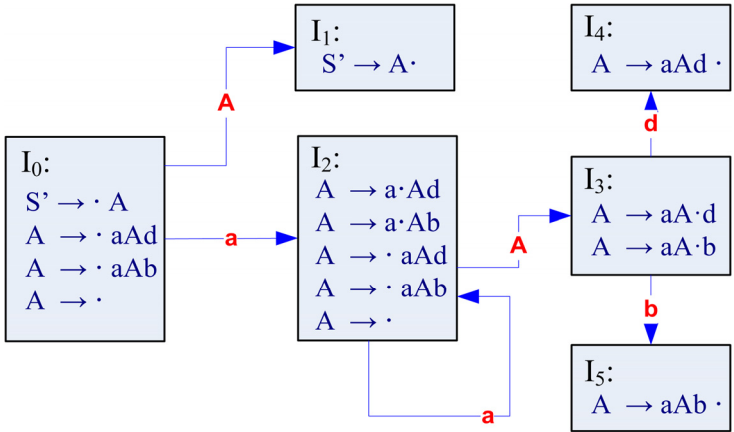 I₁:
S’ → A·
A
I₀:
S’ → · A
A → · aAd
A → · aAb
A → ·
a
I₂:
A → a·Ad
A → a·Ab
A → · aAd
A → · aAb
A → ·
a
A
I₄:
A → aAd ·
d
I₃:
A → aA·d
A → aA·b
b
I₅:
A → aAb ·